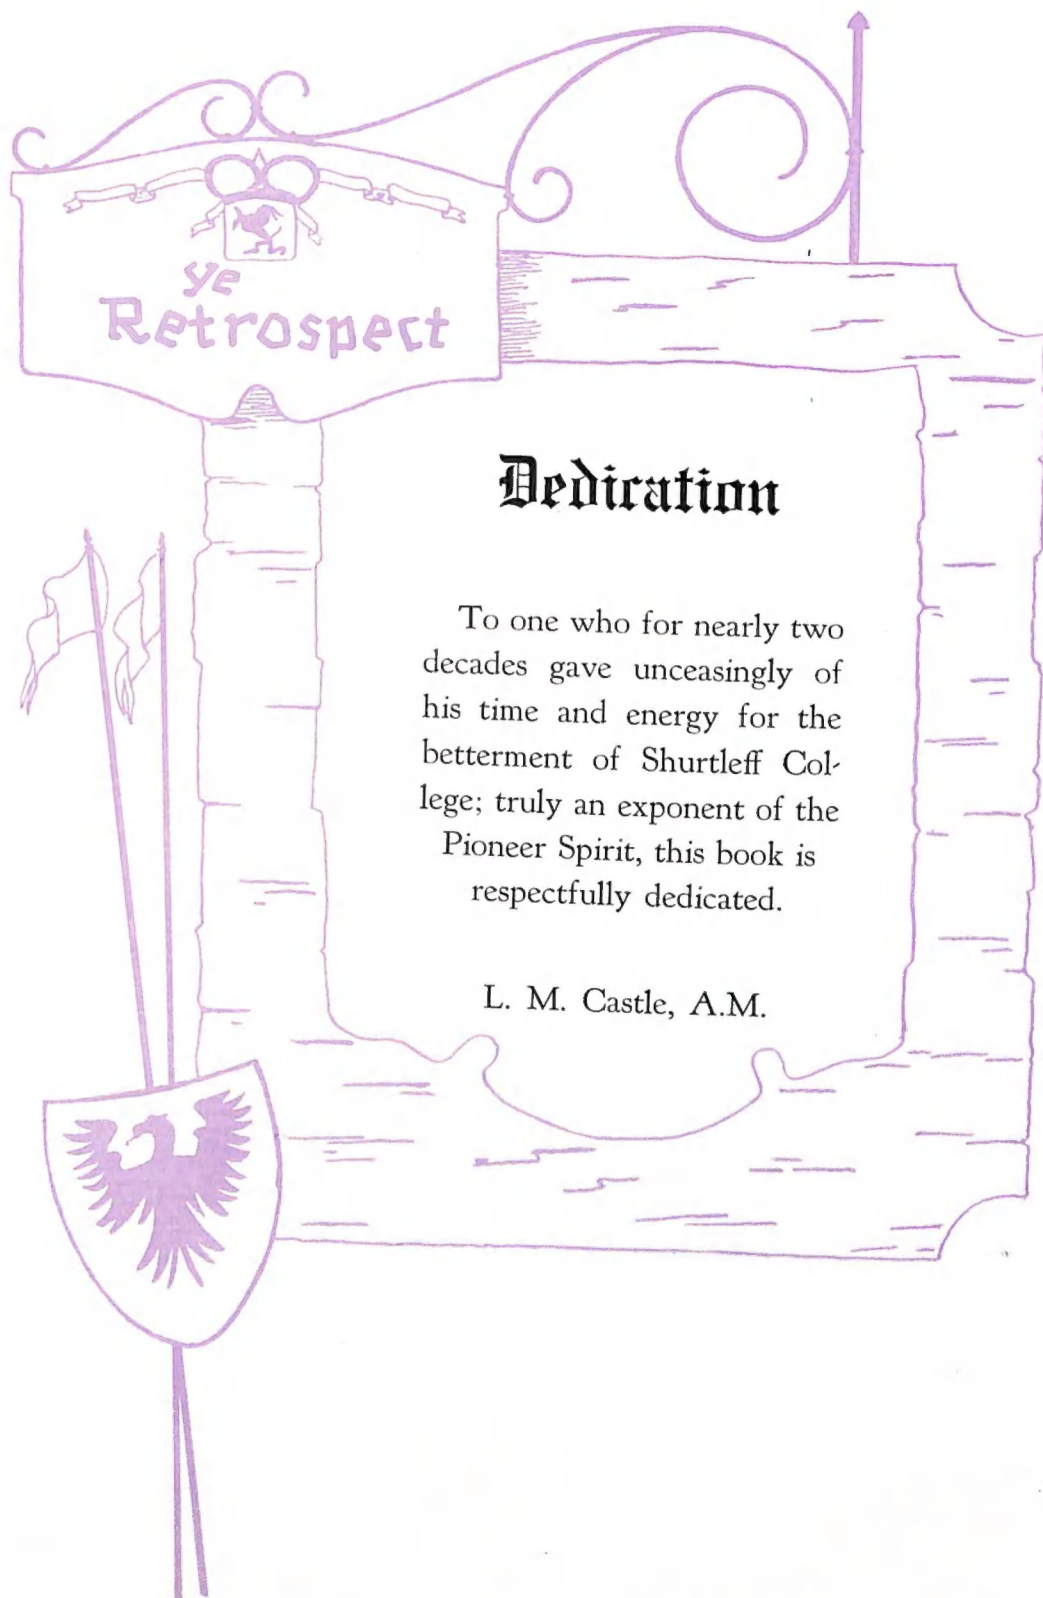 ye
Retrospect
Dedication
To one who for nearly two
decades gave unceasingly of
his time and energy for the
betterment of Shurtleff Col-
lege; truly an exponent of the
Pioneer Spirit, this book is
respectfully dedicated.
L. M. Castle, A.M.